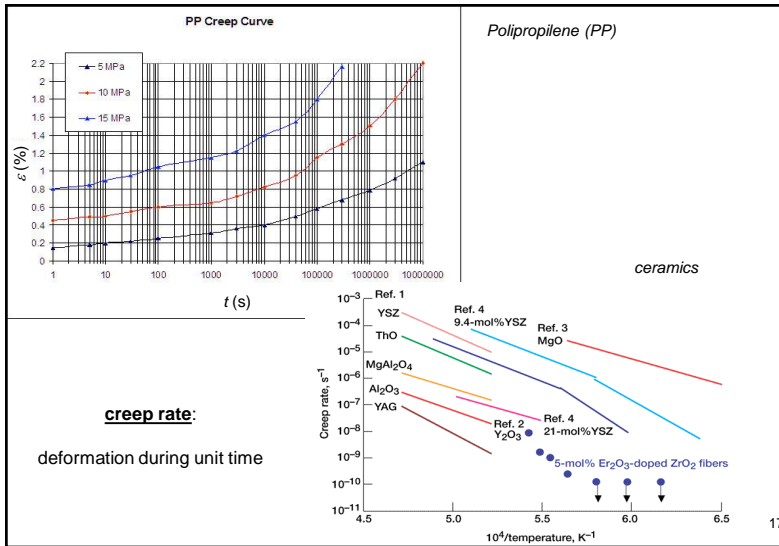 PP Creep Curve
5 MPa
10 MPa
15 MPa
2.2
2
1.8
1.6
1.4
1.2
1
0.8
0.6
0.4
0.2
0
ε (%)
1 10 100 1000 10000 100000 1000000 10000000
t (s)
Polipropilene (PP)
ceramics
creep rate:
deformation during unit time
10⁻³
10⁻⁴
10⁻⁵
10⁻⁶
10⁻⁷
10⁻⁸
10⁻⁹
10⁻¹⁰
10⁻¹¹
Creep rate, s⁻¹
Ref. 1
YSZ
ThO
MgAl₂O₄
Al₂O₃
YAG
Ref. 4
9.4-mol%YSZ
Ref. 3
MgO
Ref. 2
Y₂O₃
Ref. 4
21-mol%YSZ
5-mol% Er₂O₃-doped ZrO₂ fibers
4.5 5.0 5.5 6.0 6.5
10⁴/temperature, K⁻¹
17